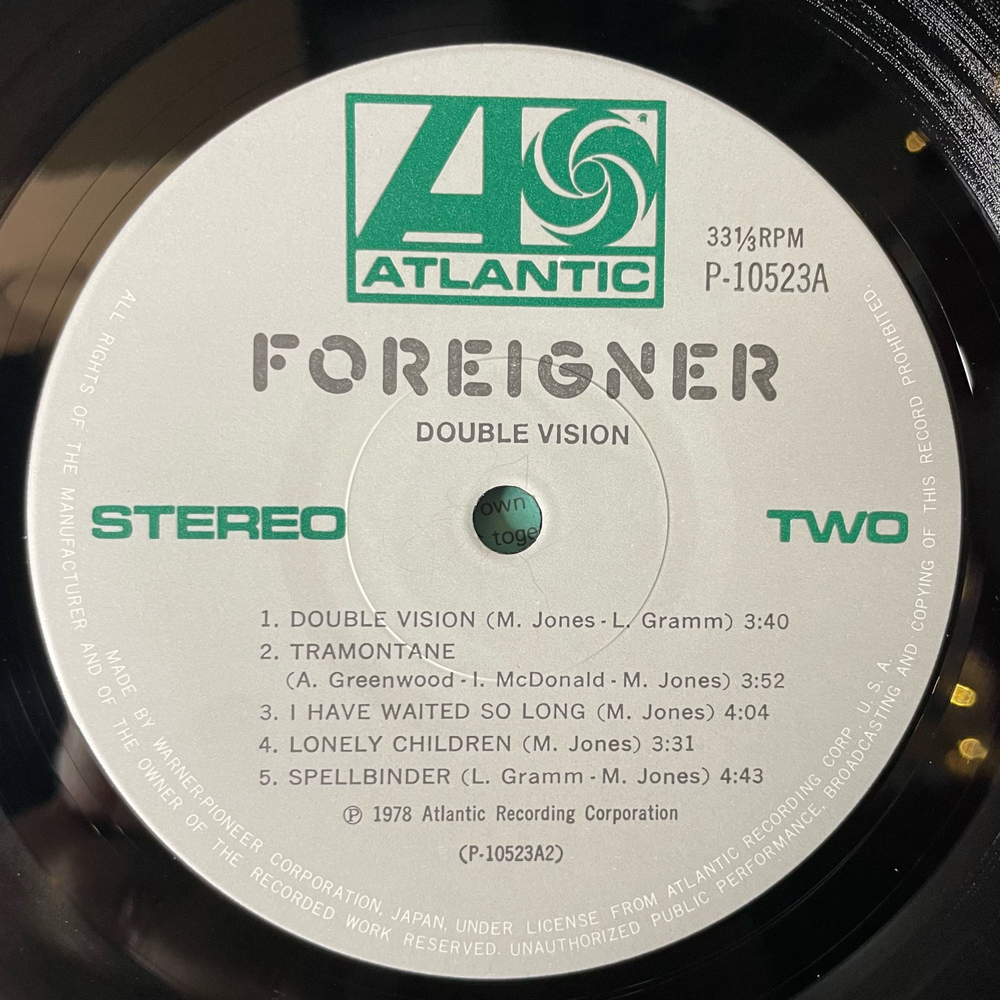 ATLANTIC
33⅓RPM
P-10523A
FOREIGNER
DOUBLE VISION
STEREO
TWO
own
toge
1. DOUBLE VISION (M. Jones - L. Gramm) 3:40
2. TRAMONTANE
(A. Greenwood - I. McDonald - M. Jones) 3:52
3. I HAVE WAITED SO LONG (M. Jones) 4:04
4. LONELY CHILDREN (M. Jones) 3:31
5. SPELLBINDER (L. Gramm - M. Jones) 4:43
℗ 1978 Atlantic Recording Corporation
(P-10523A2)
MADE BY WARNER-PIONEER CORPORATION, JAPAN, UNDER LICENSE FROM ATLANTIC RECORDING CORP., U. S. A.
ALL RIGHTS OF THE MANUFACTURER AND OF THE OWNER OF THE RECORDED WORK RESERVED. UNAUTHORIZED PUBLIC PERFORMANCE, BROADCASTING AND COPYING OF THIS RECORD PROHIBITED.